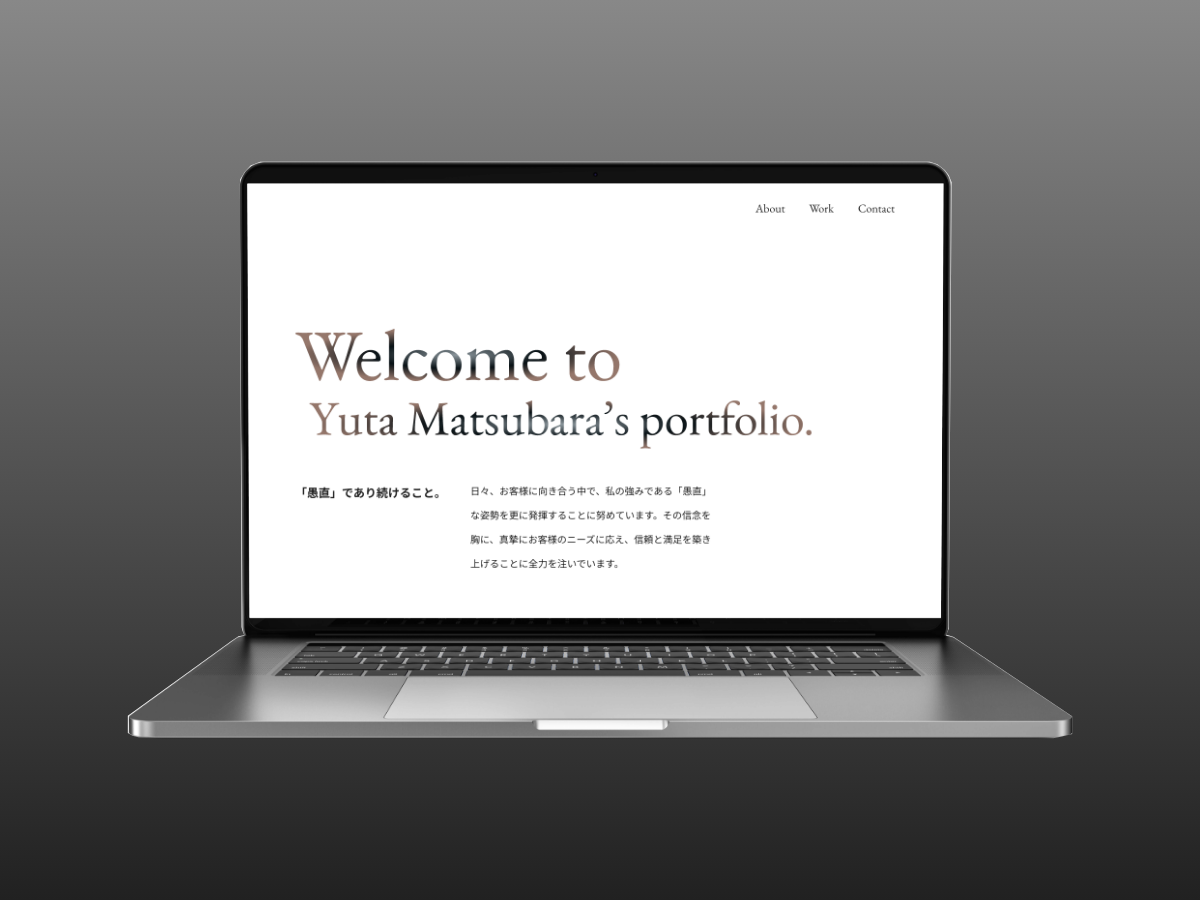 About Work Contact
Welcome to
Yuta Matsubara’s portfolio.
「愚直」であり続けること。
日々、お客様に向き合う中で、私の強みである「愚直」
な姿勢を更に発揮することに努めています。その信念を
胸に、真摯にお客様のニーズに応え、信頼と満足を築き
上げることに全力を注いでいます。